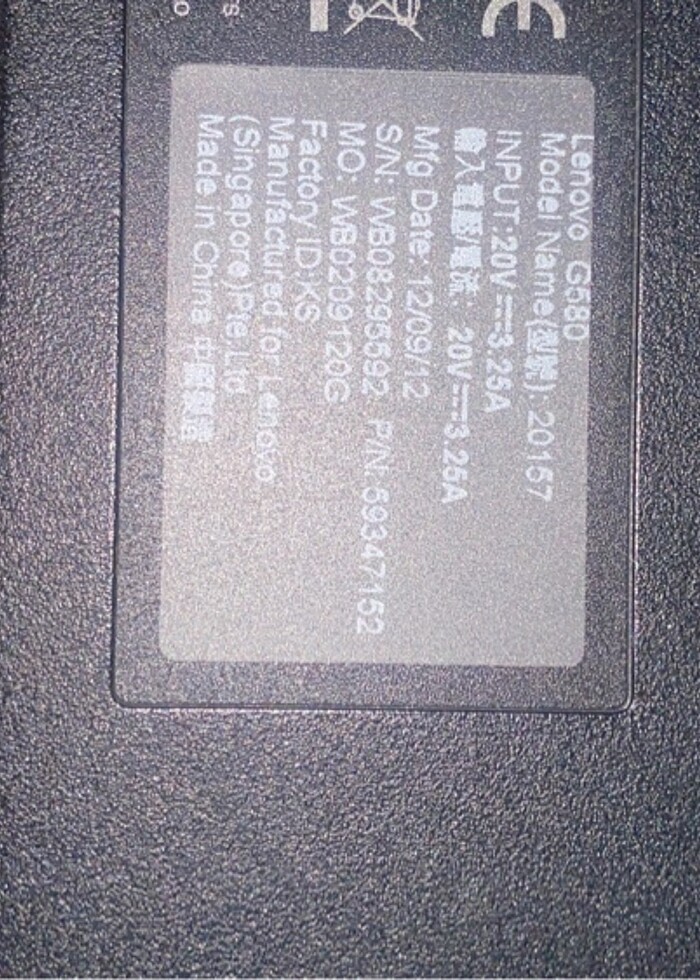 Lenovo G580
Model Name(型號): 20157
INPUT:20V⎓3.25A
輸入電壓/電流: 20V⎓3.25A
Mfg Date: 12/09/12
S/N: WB08295592 P/N: 59347152
MO: WB0209120G
Factory ID:KS
Manufactured for Lenovo
(Singapore)Pte Ltd
Made in China 中國製造